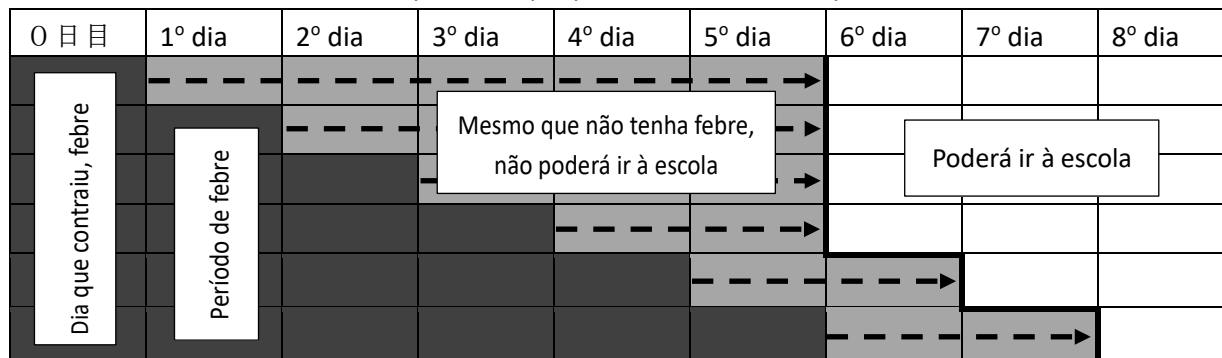 0日目 1º dia 2º dia 3º dia 4º dia 5º dia 6º dia 7º dia 8º dia
Dia que contraiu, febre
Período de febre
Mesmo que não tenha febre,
não poderá ir à escola
Poderá ir à escola